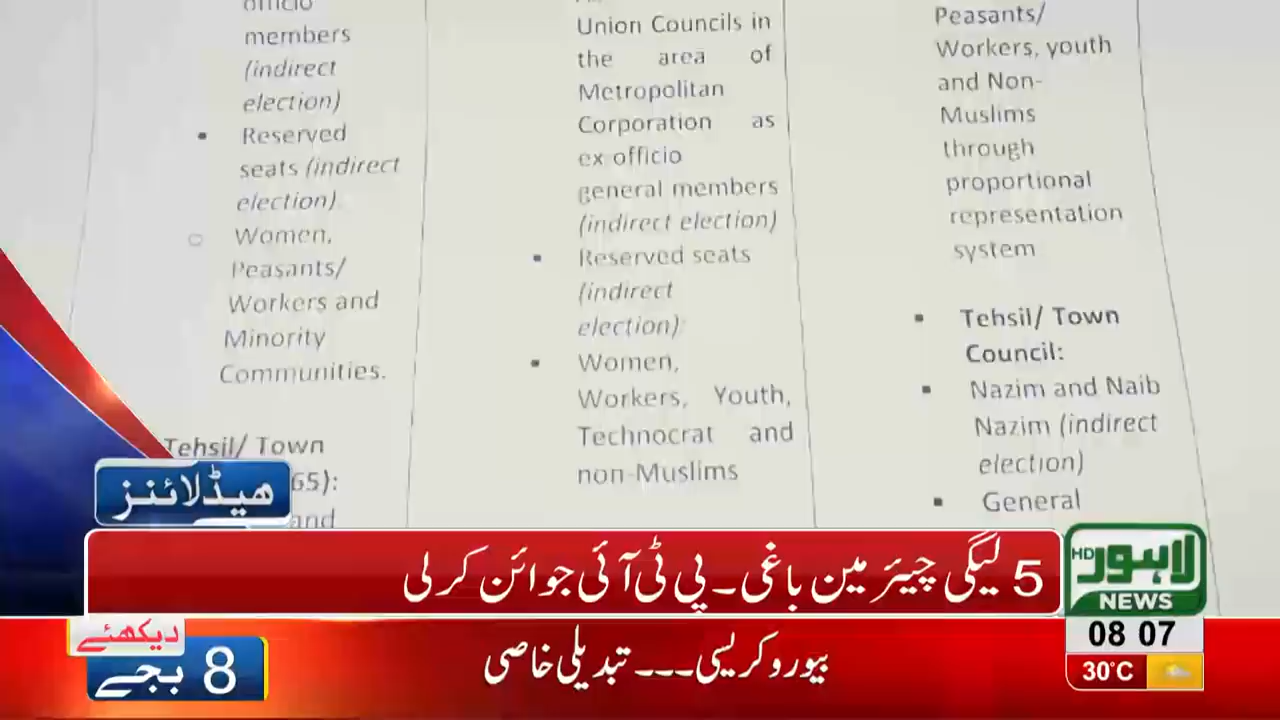 officio
members
(indirect
election)
▪ Reserved
seats (indirect
election).
○ Women,
Peasants/
Workers and
Minority
Communities.
Tehsil/ Town
65):
and
Union Councils in
the area of
Metropolitan
Corporation as
ex officio
general members
(indirect election)
▪ Reserved seats
(indirect
election):
▪ Women,
Workers, Youth,
Technocrat and
non-Muslims
Peasants/
Workers, youth
and Non-
Muslims
through
proportional
representation
system
▪ Tehsil/ Town
Council:
▪ Nazim and Naib
Nazim (indirect
election)
▪ General
ھیڈلائنز
5 لیگی چیئر مین باغی۔ پی ٹی آئی جوائن کرلی
لاہور HD
NEWS
08 07
30°C
دیکھئے
8 بجے
بیوروکریسی۔۔۔ تبدیلی خاصی